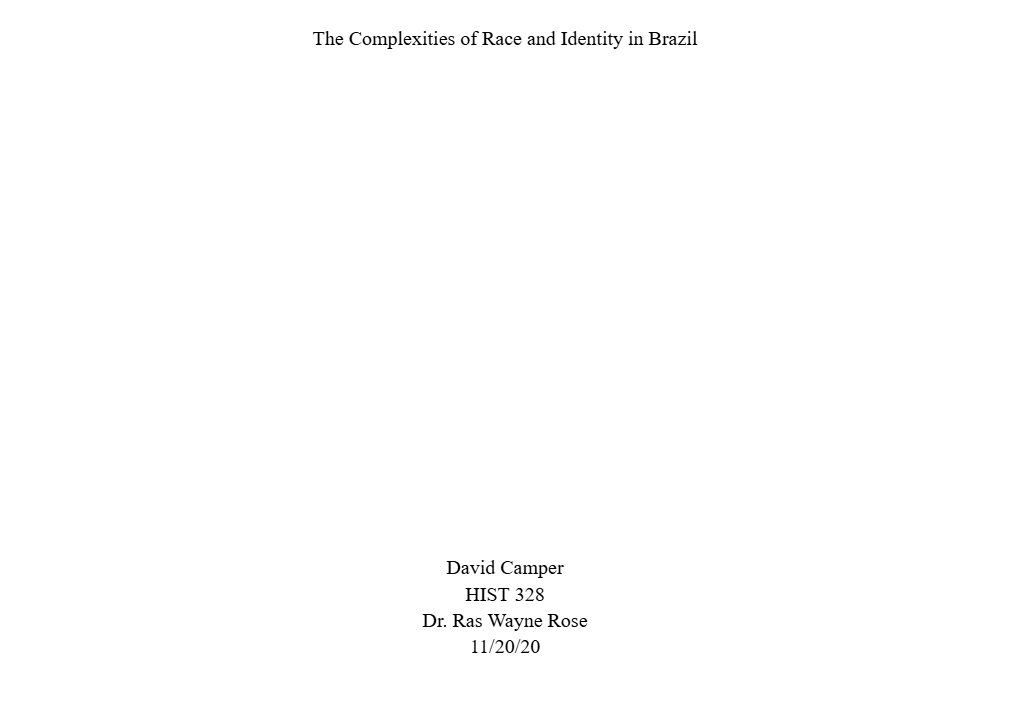 The Complexities of Race and Identity in Brazil
David Camper
HIST 328
Dr. Ras Wayne Rose
11/20/20